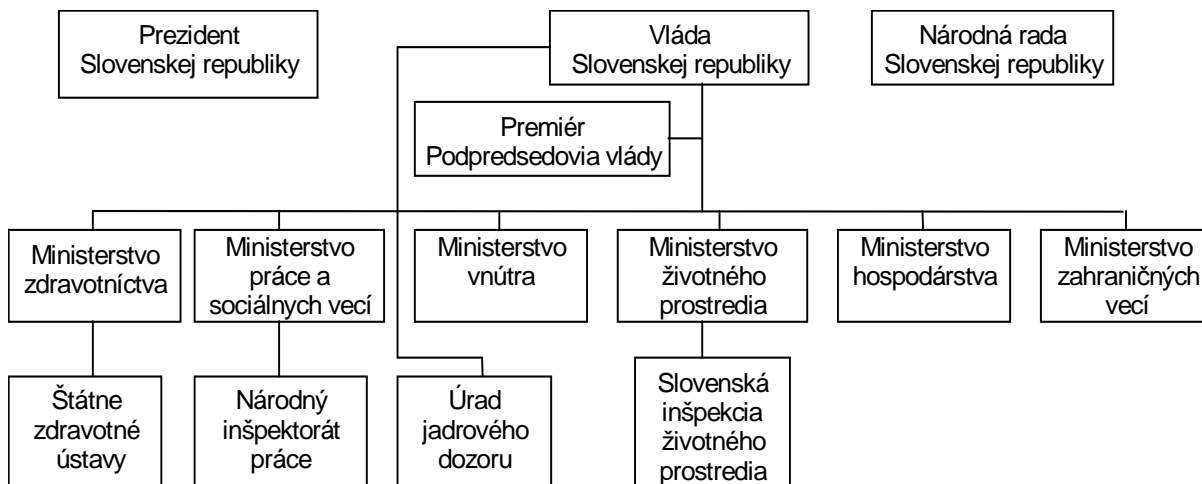 Prezident
Slovenskej republiky
Vláda
Slovenskej republiky
Národná rada
Slovenskej republiky
Premiér
Podpredsedovia vlády
Ministerstvo
zdravotníctva
Ministerstvo
práce a
sociálnych vecí
Ministerstvo
vnútra
Ministerstvo
životného
prostredia
Ministerstvo
hospodárstva
Ministerstvo
zahraničných
vecí
Štátne
zdravotné
ústavy
Národný
inšpektorát
práce
Úrad
jadrového
dozoru
Slovenská
inšpekcia
životného
prostredia